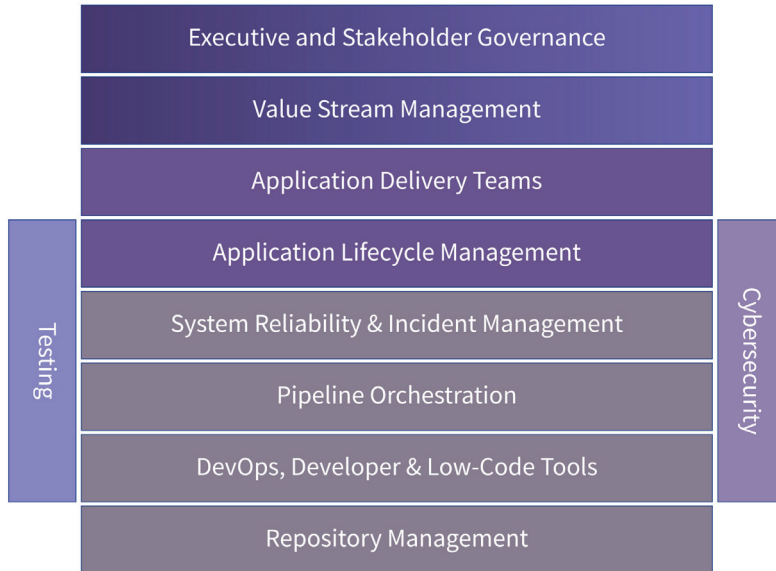 Executive and Stakeholder Governance
Value Stream Management
Application Delivery Teams
Application Lifecycle Management
System Reliability & Incident Management
Pipeline Orchestration
DevOps, Developer & Low-Code Tools
Repository Management
Testing
Cybersecurity